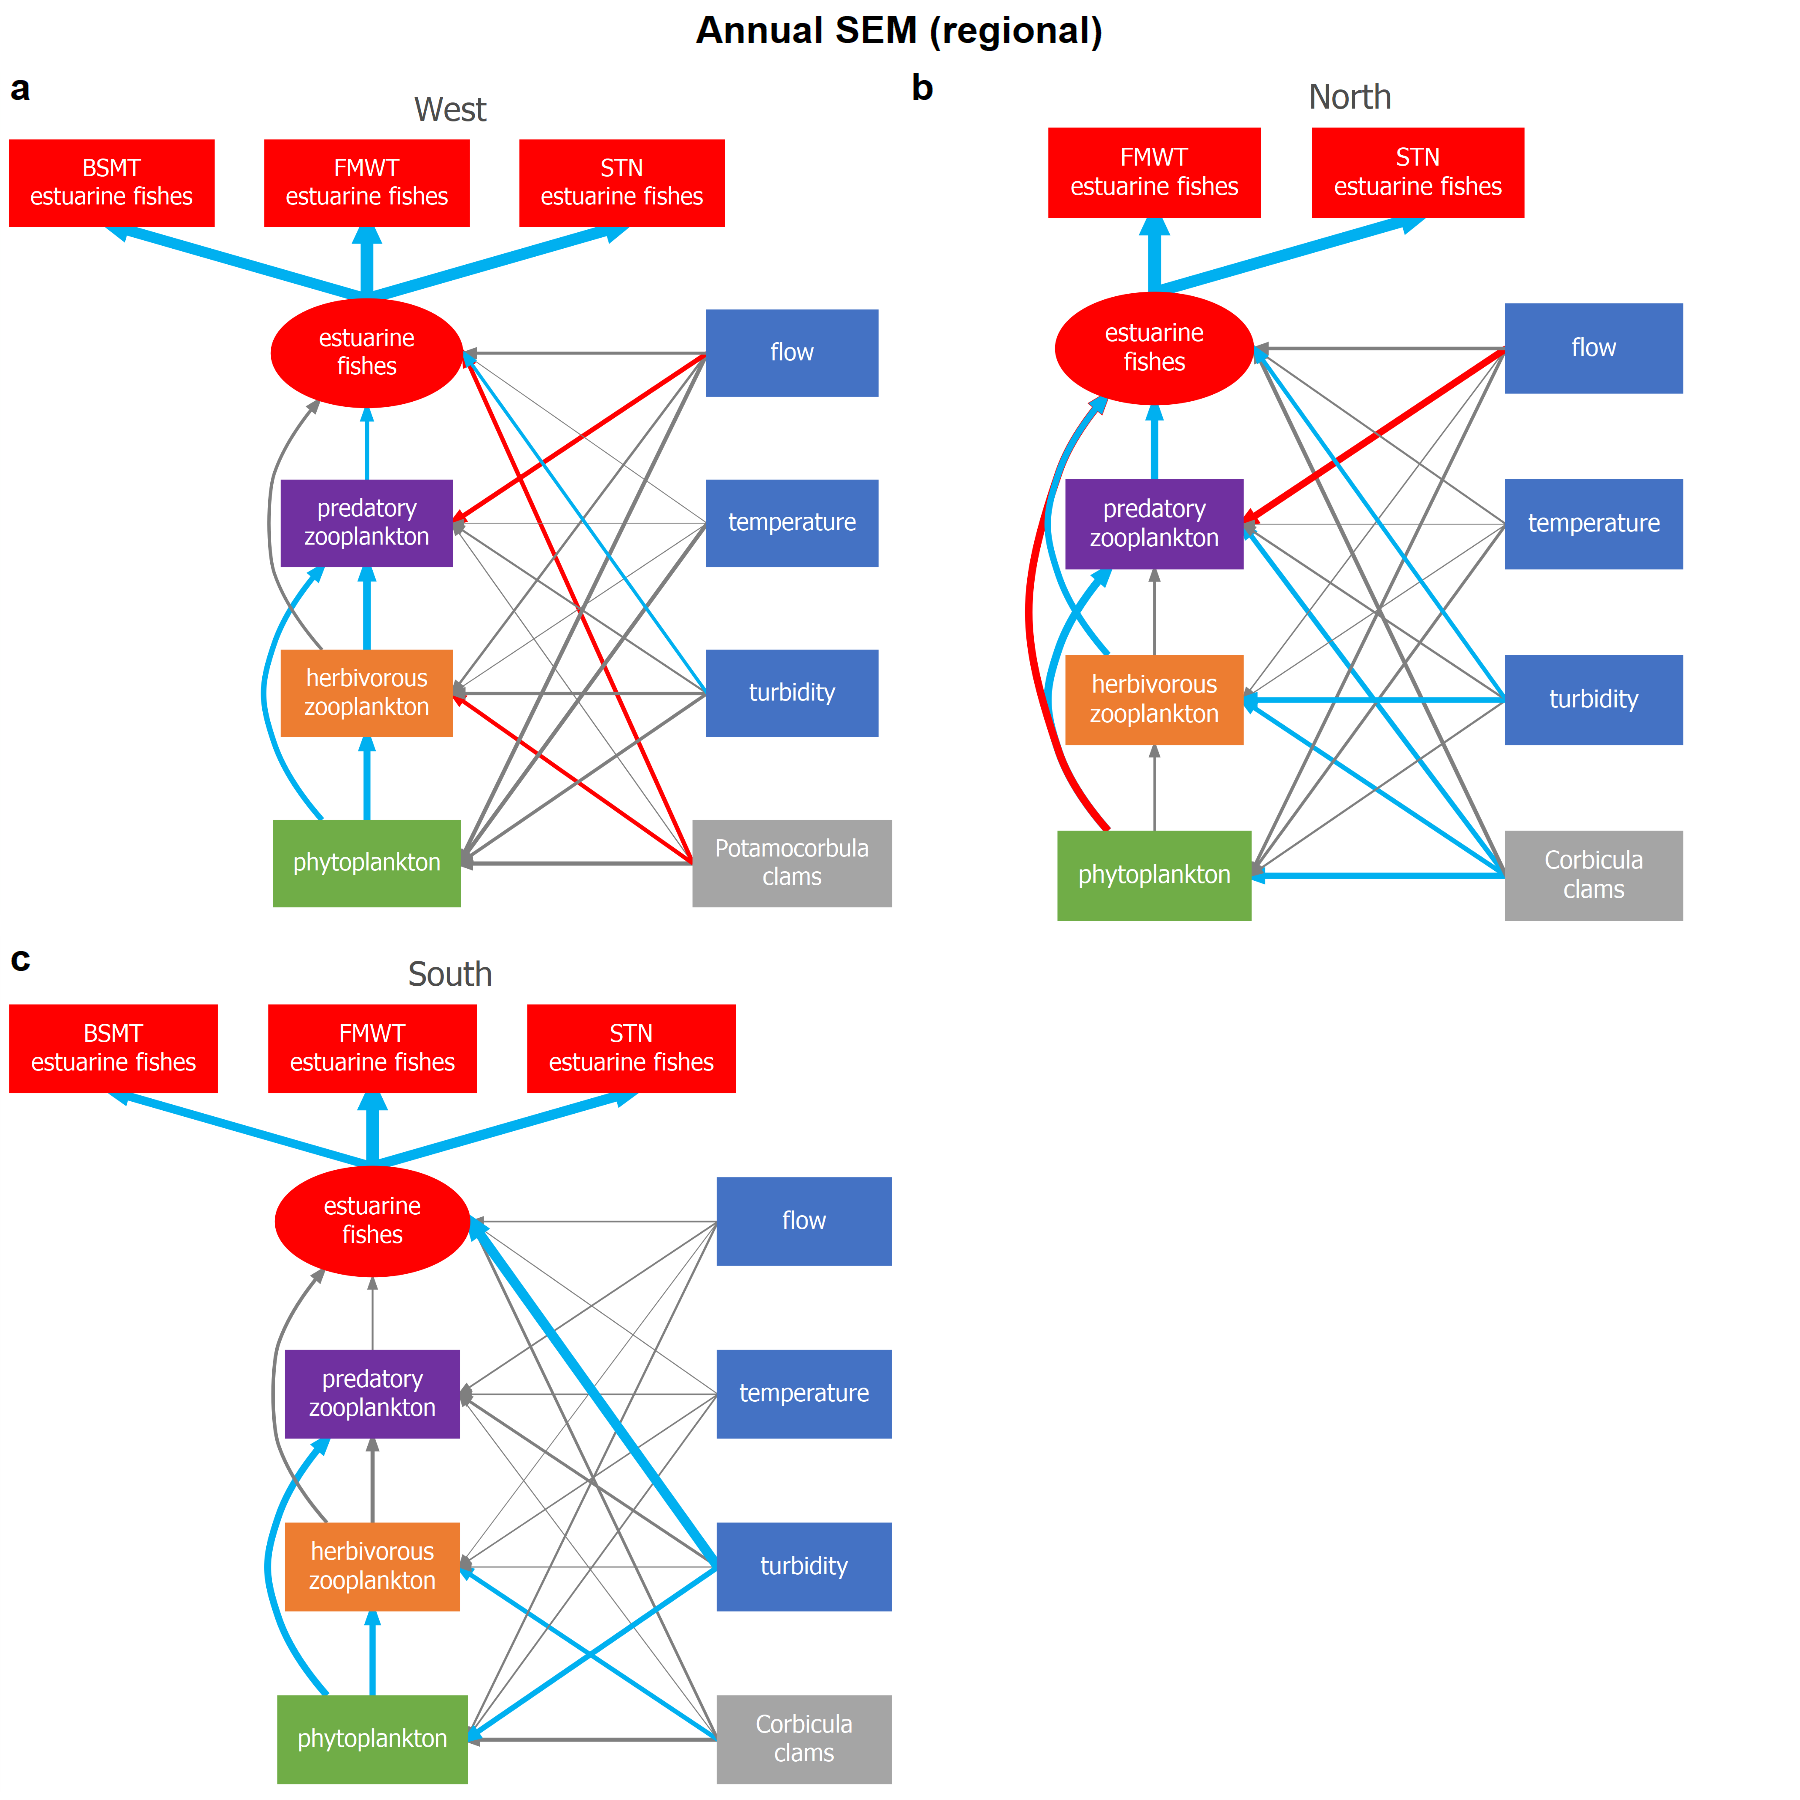 Annual SEM (regional)
a
West
BSMT
estuarine fishes
FMWT
estuarine fishes
STN
estuarine fishes
estuarine
fishes
flow
predatory
zooplankton
temperature
herbivorous
zooplankton
turbidity
phytoplankton
Potamocorbula
clams
b
North
FMWT
estuarine fishes
STN
estuarine fishes
estuarine
fishes
flow
predatory
zooplankton
temperature
herbivorous
zooplankton
turbidity
phytoplankton
Corbicula
clams
c
South
BSMT
estuarine fishes
FMWT
estuarine fishes
STN
estuarine fishes
estuarine
fishes
flow
predatory
zooplankton
temperature
herbivorous
zooplankton
turbidity
phytoplankton
Corbicula
clams